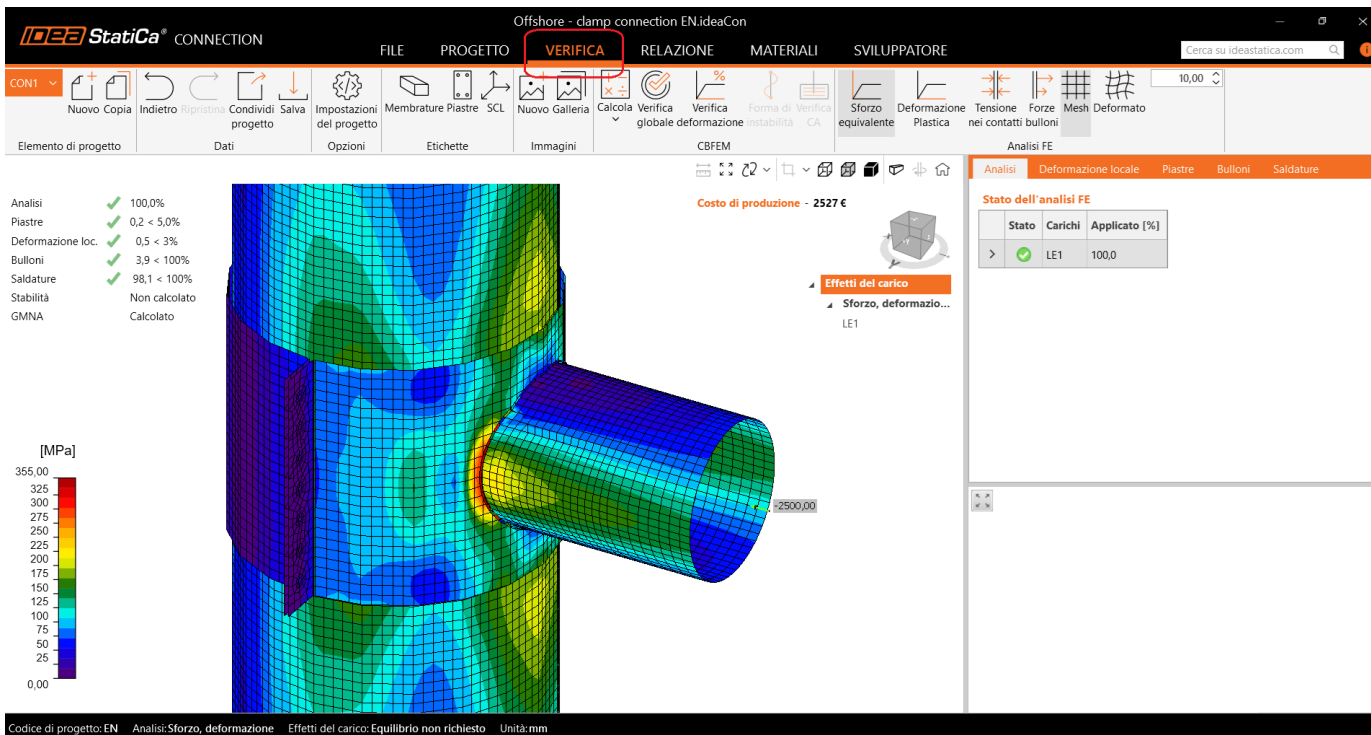 Offshore - clamp connection EN.ideaCon
IDEA StatiCa® CONNECTION
FILE PROGETTO VERIFICA RELAZIONE MATERIALI SVILUPPATORE
Cerca su ideastatica.com
CON1
Nuovo Copia Indietro Ripristina Condividi progetto Salva Impostazioni del progetto Membrature Piastre SCL Nuovo Galleria Calcola Verifica globale Verifica deformazione Forma di instabilità Verifica CA Sforzo equivalente Deformazione Plastica Tensione nei contatti Forze bulloni Mesh Deformato 10,00
Elemento di progetto Dati Opzioni Etichette Immagini CBFEM Analisi FE
Analisi 100,0%
Piastre 0,2 < 5,0%
Deformazione loc. 0,5 < 3%
Bulloni 3,9 < 100%
Saldature 98,1 < 100%
Stabilità Non calcolato
GMNA Calcolato
Costo di produzione - 2527 €
Effetti del carico
Sforzo, deformazio...
LE1
[MPa]
355,00
325
300
275
250
225
200
175
150
125
100
75
50
25
0,00
-2500,00
Analisi Deformazione locale Piastre Bulloni Saldature
Stato dell'analisi FE
Stato Carichi Applicato [%]
> LE1 100,0
Codice di progetto: EN Analisi: Sforzo, deformazione Effetti del carico: Equilibrio non richiesto Unità: mm